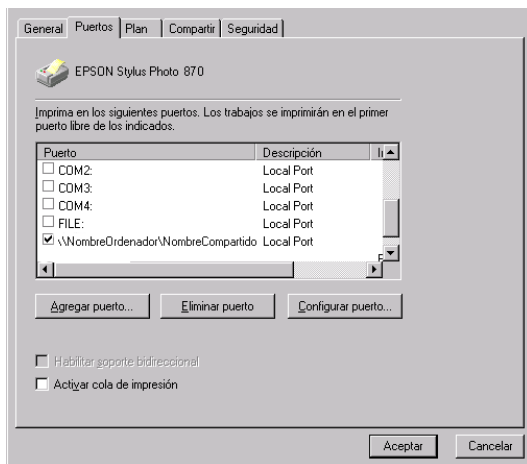 General Puertos Plan Compartir Seguridad
EPSON Stylus Photo 870
Imprima en los siguientes puertos. Los trabajos se imprimirán en el primer
puerto libre de los indicados.
Puerto Descripción
COM2: Local Port
COM3: Local Port
COM4: Local Port
FILE: Local Port
\\NombreOrdenador\NombreCompartido Local Port
Agregar puerto... Eliminar puerto Configurar puerto...
Habilitar soporte bidireccional
Activar cola de impresión
Aceptar Cancelar